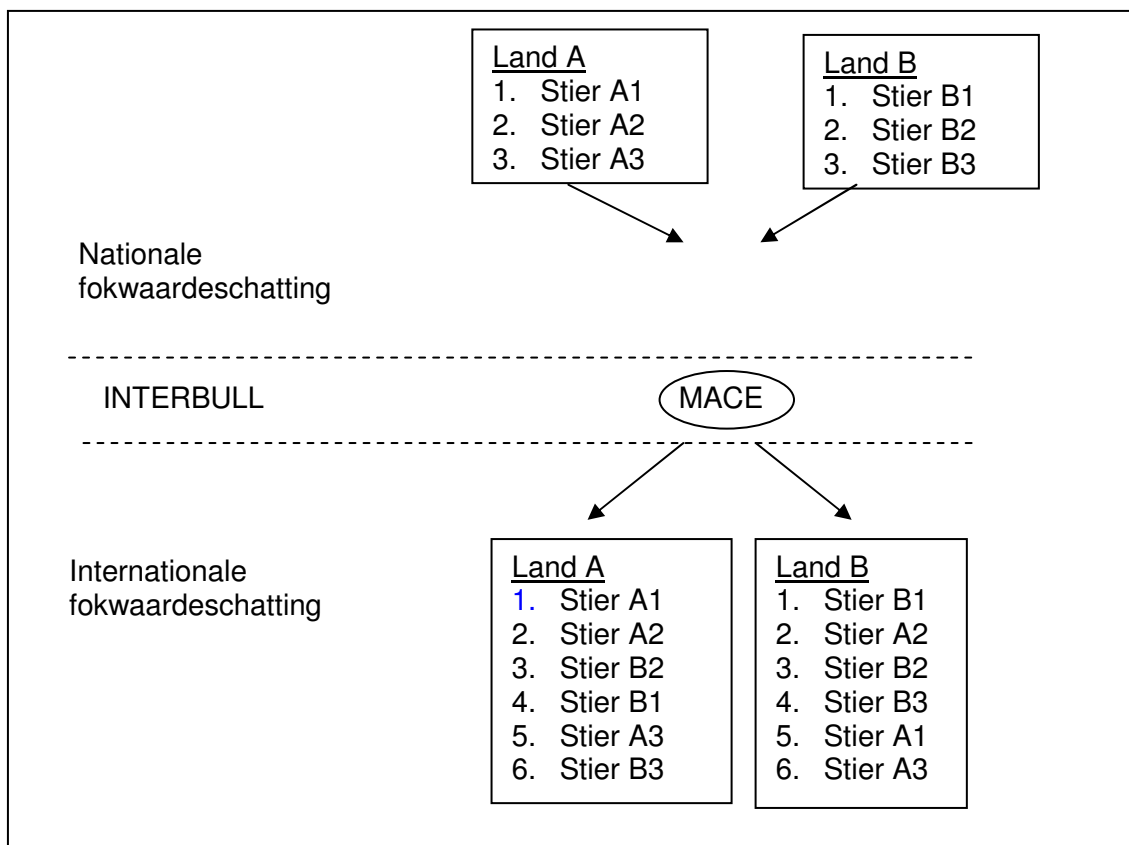 Land A
1. Stier A1
2. Stier A2
3. Stier A3
Land B
1. Stier B1
2. Stier B2
3. Stier B3
Nationale
fokwaardeschatting
INTERBULL
MACE
Internationale
fokwaardeschatting
Land A
1. Stier A1
2. Stier A2
3. Stier B2
4. Stier B1
5. Stier A3
6. Stier B3
Land B
1. Stier B1
2. Stier A2
3. Stier B2
4. Stier B3
5. Stier A1
6. Stier A3